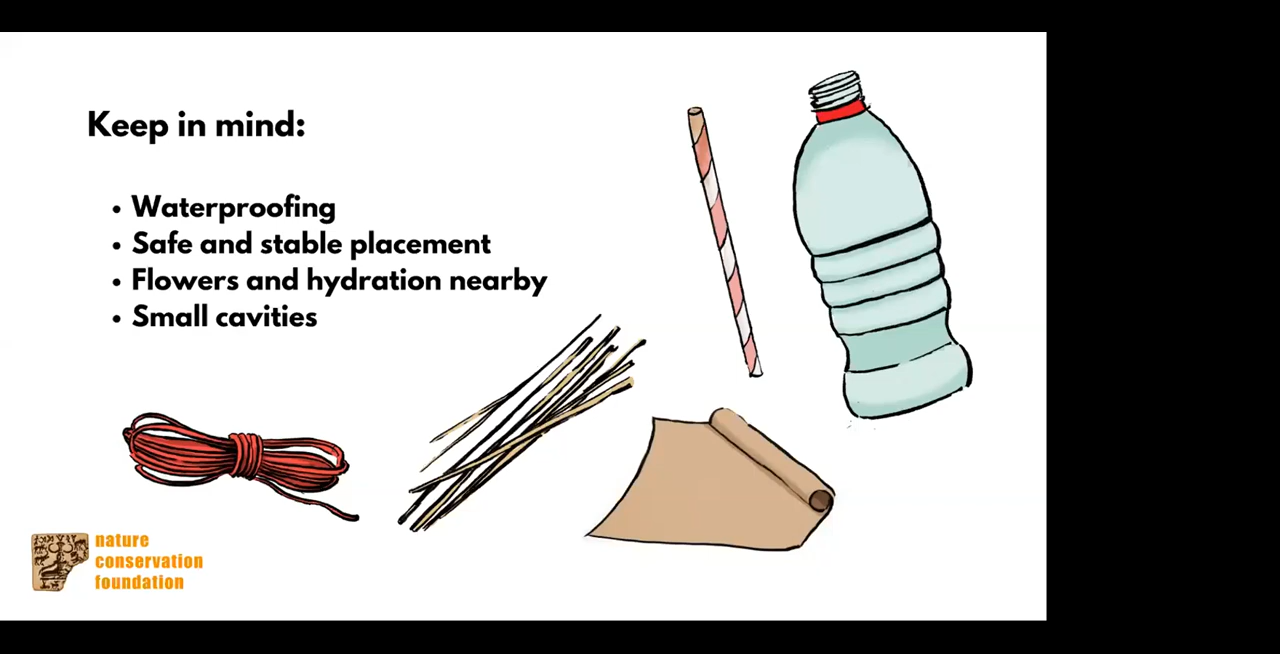 Keep in mind:
• Waterproofing
• Safe and stable placement
• Flowers and hydration nearby
• Small cavities
nature
conservation
foundation